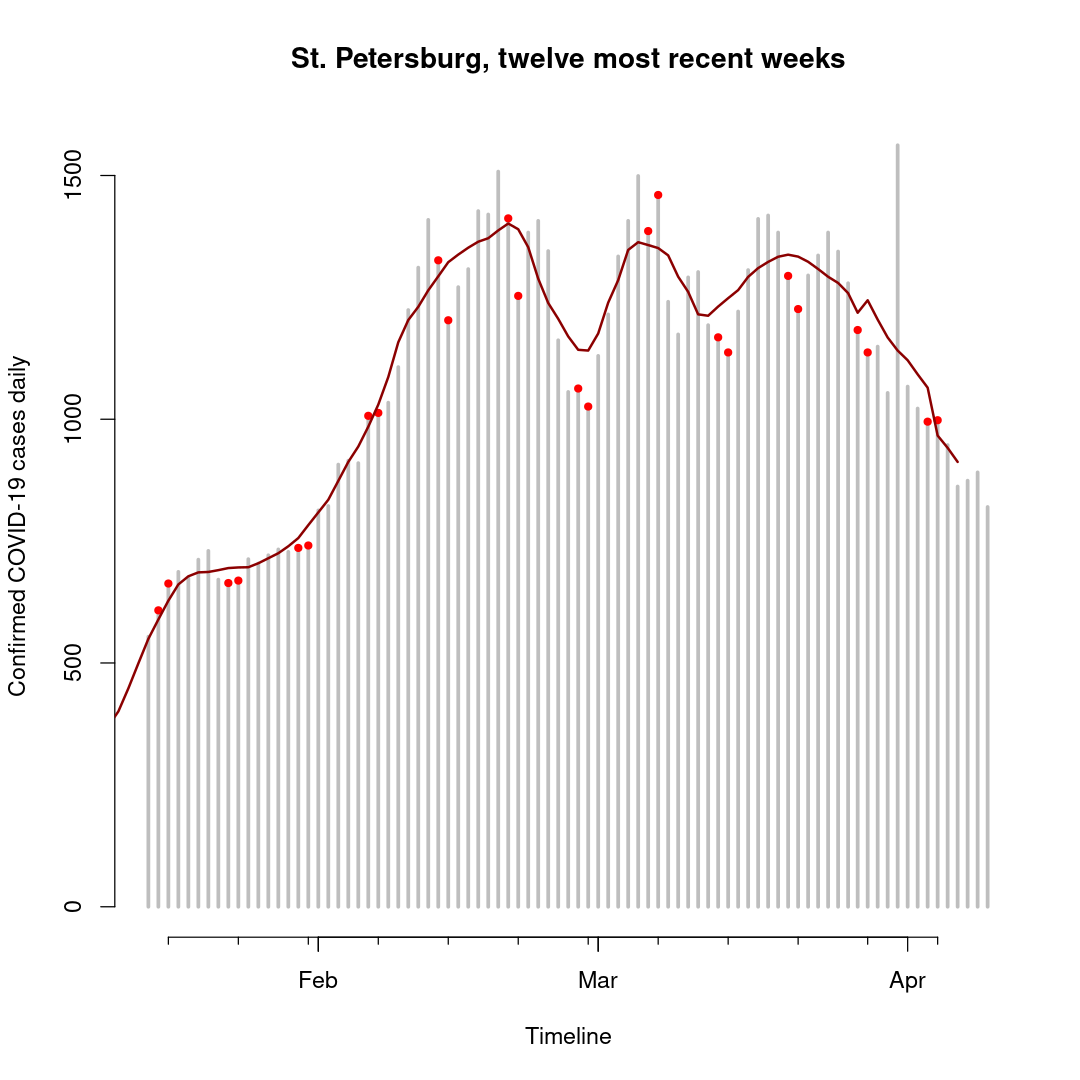 St. Petersburg, twelve most recent weeks
Confirmed COVID-19 cases daily
1500
1000
500
0
Feb Mar Apr
Timeline